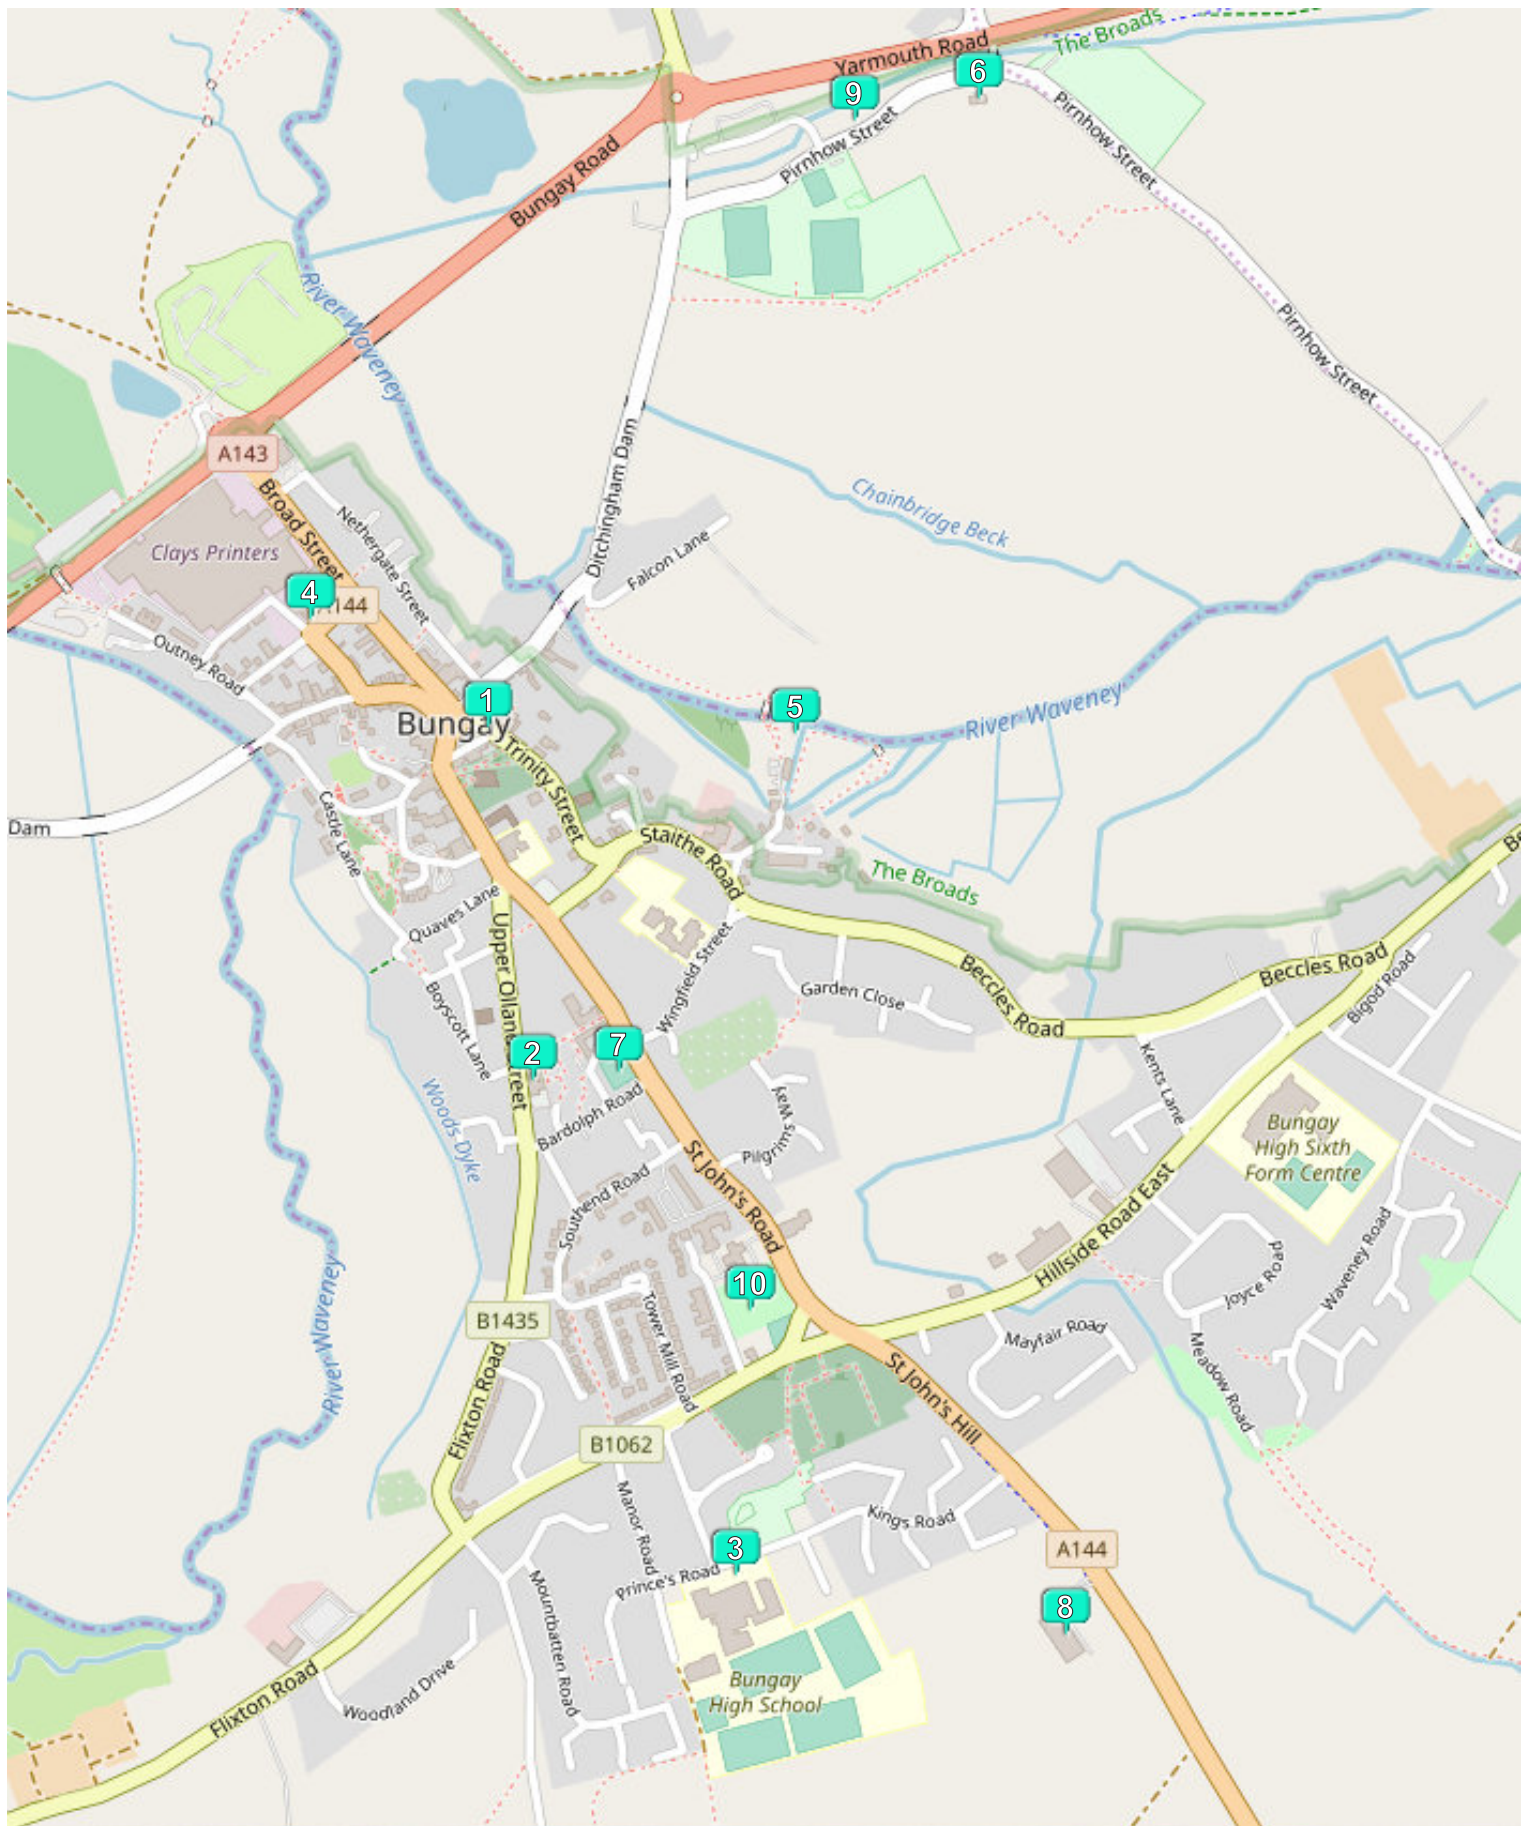 Yarmouth Road
The Broads
6
9
Pirnhow Street
Pirnhow Street
Bungay Road
River Waveney
Pirnhow Street
A143
Broad Street
Nethergate Street
Ditchingham Dam
Chainbridge Beck
Clays Printers
Falcon Lane
4
A144
Outney Road
1
Bungay
5
River Waveney
Trinity Street
Dam
Castle Lane
Staithe Road
The Broads
Be
Quaves Lane
Upper Olland Street
Wingfield Street
Garden Close
Beccles Road
Beccles Road
Bigod Road
Boyscott Lane
2
7
Woods Dyke
Bardolph Road
Pilgrims Way
Kents Lane
Bungay
High Sixth
Form Centre
St John's Road
Southend Road
Hillside Road East
Joyce Road
Waveney Road
River Waveney
10
B1435
Tower Mill Road
Mayfair Road
Meadow Road
Flixton Road
St John's Hill
B1062
Manor Road
Kings Road
3
A144
Prince's Road
Mountbatten Road
8
Bungay
High School
Woodland Drive
Flixton Road